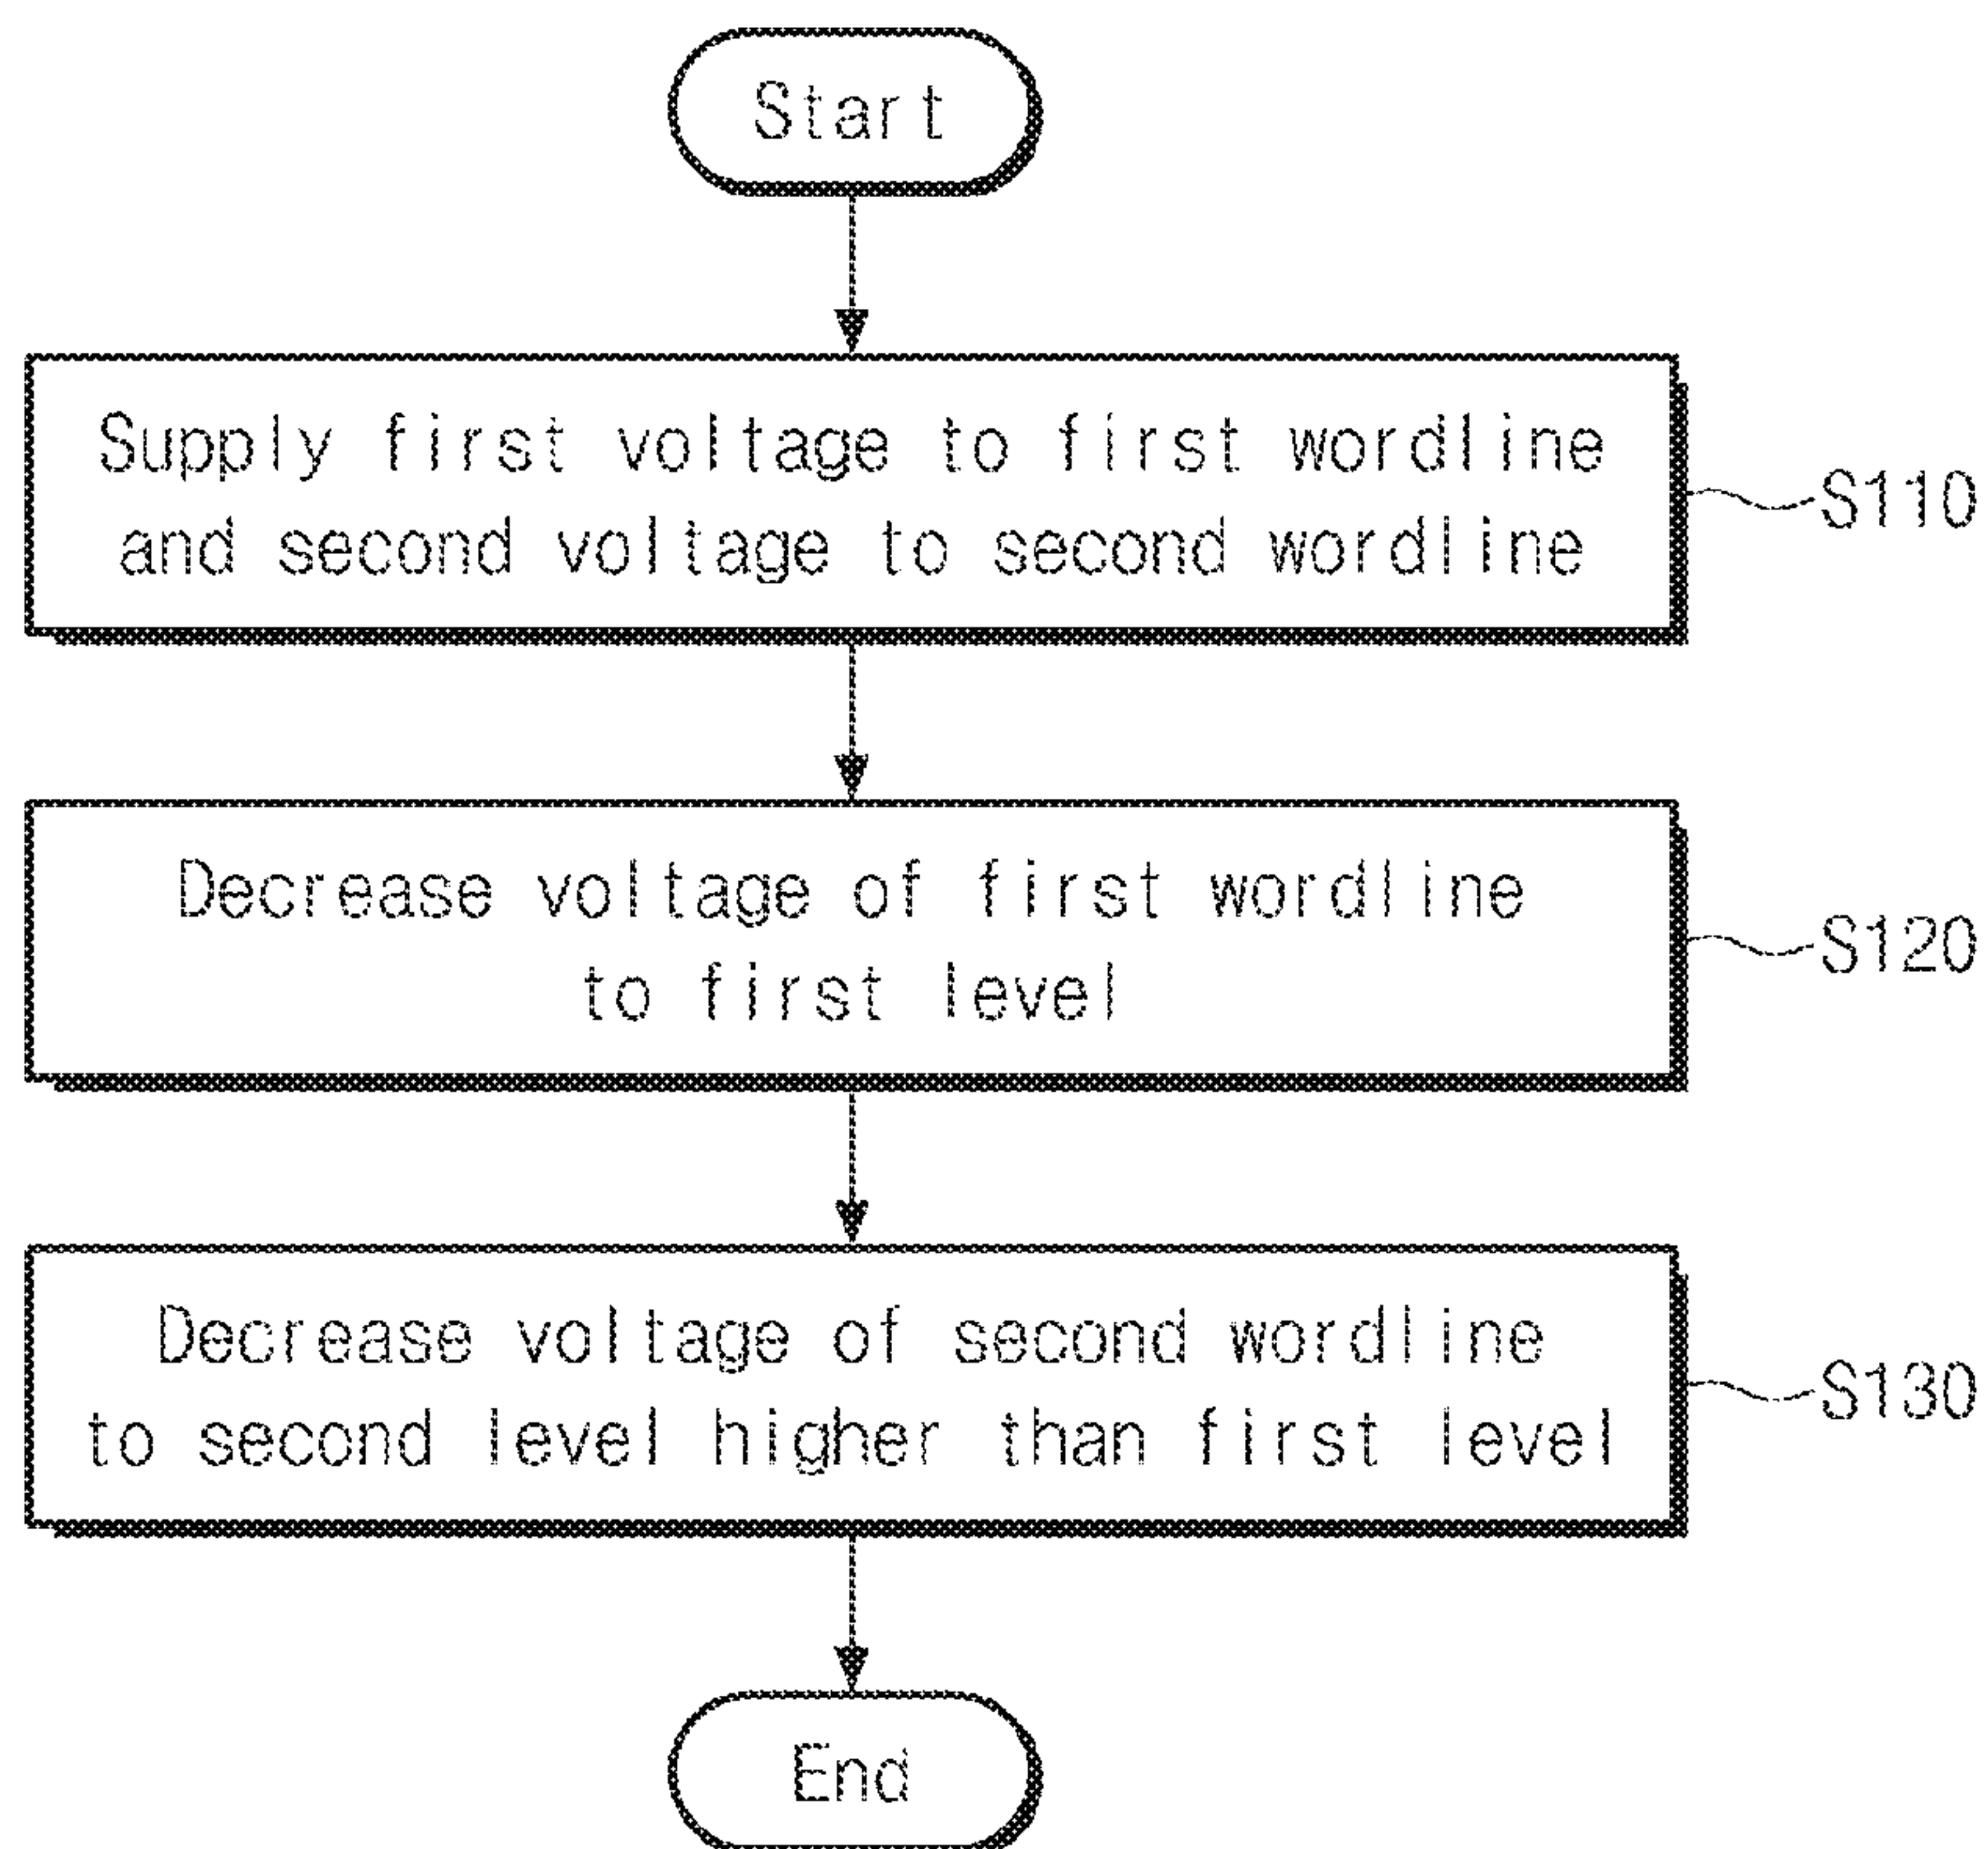 Start
Supply first voltage to first wordline
and second voltage to second wordline
S110
Decrease voltage of first wordline
to first level
S120
Decrease voltage of second wordline
to second level higher than first level
S130
End